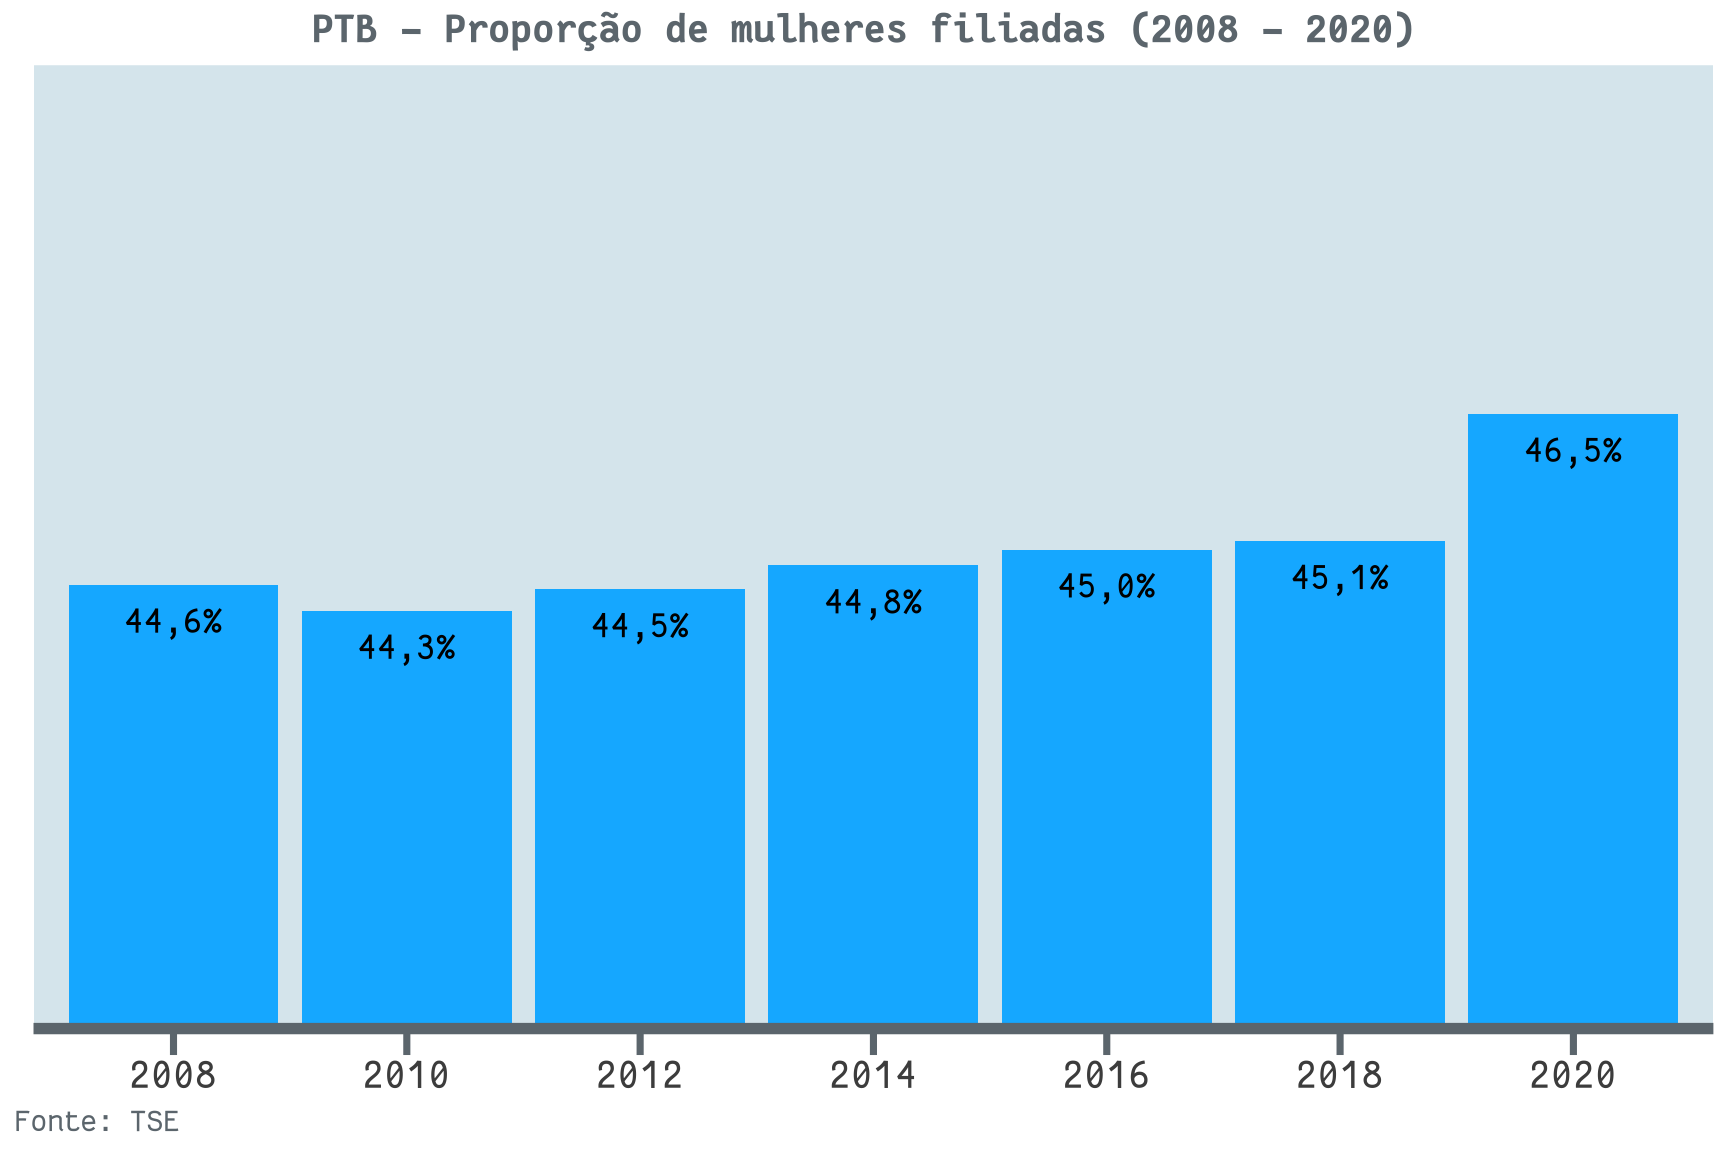 PTB – Proporção de mulheres filiadas (2008 – 2020)
44,6%
44,3%
44,5%
44,8%
45,0%
45,1%
46,5%
2008 2010 2012 2014 2016 2018 2020
Fonte: TSE